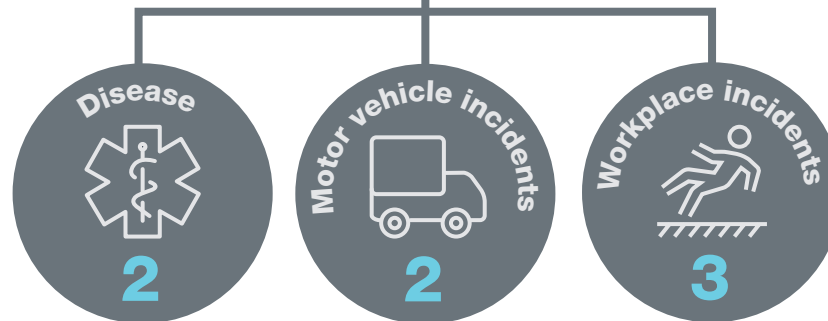 Disease
2
Motor vehicle incidents
2
Workplace incidents
3